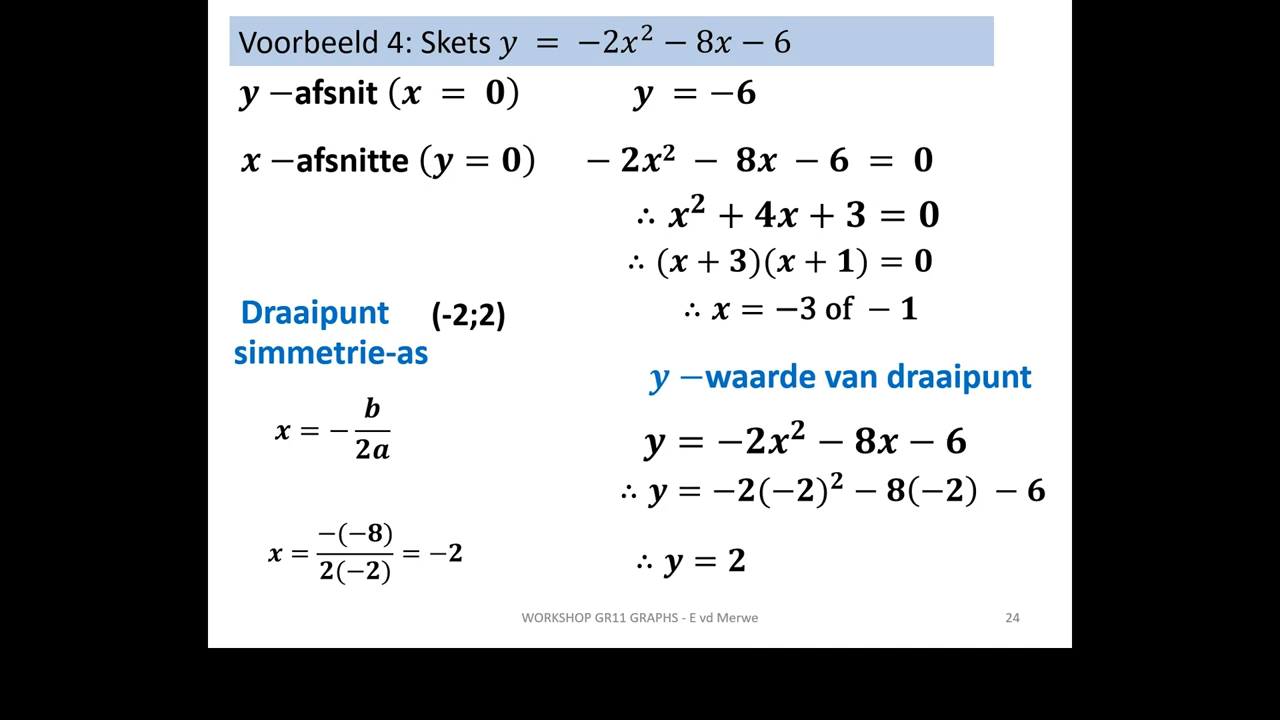 Voorbeeld 4: Skets y = −2x² − 8x − 6
y −afsnit (x = 0) y = −6
x −afsnitte (y = 0) − 2x² − 8x − 6 = 0
∴ x² + 4x + 3 = 0
∴ (x + 3)(x + 1) = 0
∴ x = −3 of − 1
Draaipunt (-2;2)
simmetrie-as
x = − b/2a
x = −(−8)/2(−2) = −2
y −waarde van draaipunt
y = −2x² − 8x − 6
∴ y = −2(−2)² − 8(−2) − 6
∴ y = 2
WORKSHOP GR11 GRAPHS - E vd Merwe 24